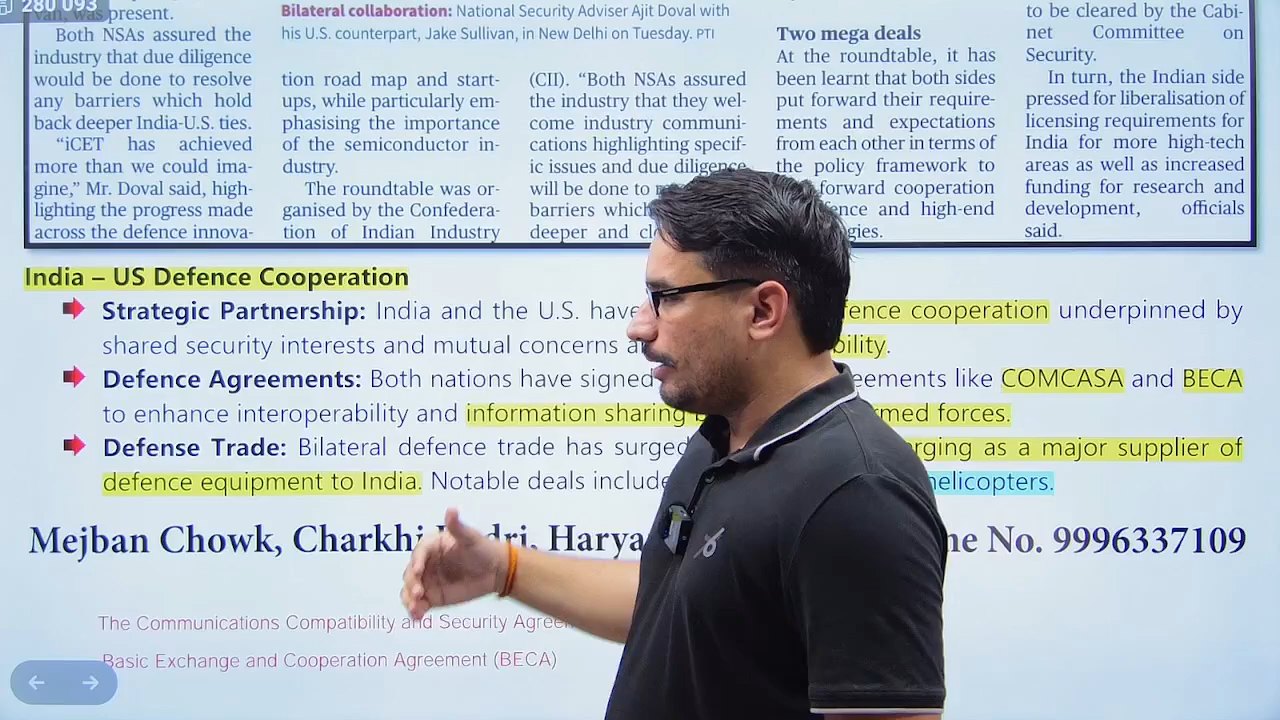 280 093
van, was present.
Both NSAs assured the
industry that due diligence
would be done to resolve
any barriers which hold
back deeper India-U.S. ties.
“iCET has achieved
more than we could ima-
gine,” Mr. Doval said, high-
lighting the progress made
across the defence innova-
Bilateral collaboration: National Security Adviser Ajit Doval with
his U.S. counterpart, Jake Sullivan, in New Delhi on Tuesday. PTI
tion road map and start-
ups, while particularly em-
phasising the importance
of the semiconductor in-
dustry.
The roundtable was or-
ganised by the Confedera-
tion of Indian Industry
(CII). “Both NSAs assured
the industry that they wel-
come industry communi-
cations highlighting specif-
ic issues and due diligence
will be done to
barriers
deeper and
Two mega deals
At the roundtable, it has
been learnt that both sides
put forward their require-
ments and expectations
from each other in terms of
the policy framework to
forward cooperation
and high-end
to be cleared by the Cabi-
net Committee on
Security.
In turn, the Indian side
pressed for liberalisation of
licensing requirements for
India for more high-tech
areas as well as increased
funding for research and
development, officials
said.
India – US Defence Cooperation
Strategic Partnership: India and the U.S. have cooperation underpinned by
shared security interests and mutual concerns
Defence Agreements: Both nations have signed like COMCASA and BECA
to enhance interoperability and information sharing forces.
Defense Trade: Bilateral defence trade has surged as a major supplier of
defence equipment to India. Notable deals include helicopters.
Mejban Chowk, Charkhi No. 9996337109
The Communications Compatibility and Security
Basic Exchange and Cooperation Agreement (BECA)